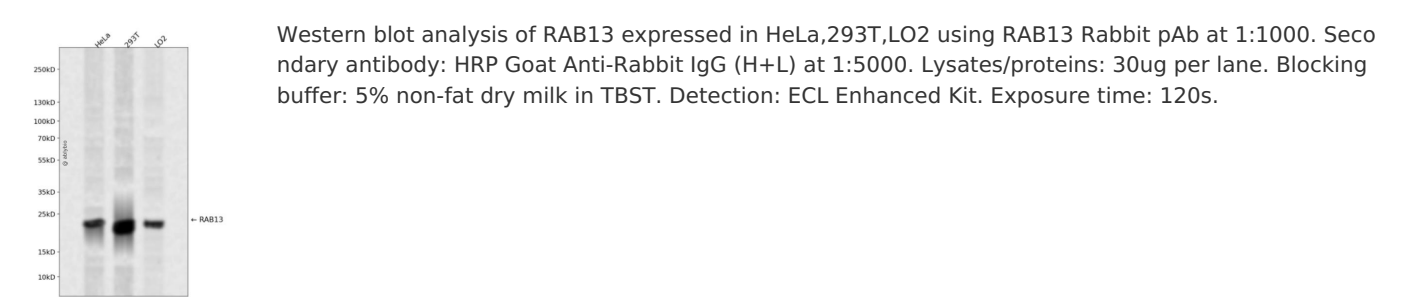 HeLa 293T LO2
250kD
130kD
100kD
70kD
55kD
35kD
25kD
15kD
10kD
@ abybio
← RAB13
Western blot analysis of RAB13 expressed in HeLa,293T,LO2 using RAB13 Rabbit pAb at 1:1000. Seco
ndary antibody: HRP Goat Anti-Rabbit IgG (H+L) at 1:5000. Lysates/proteins: 30ug per lane. Blocking
buffer: 5% non-fat dry milk in TBST. Detection: ECL Enhanced Kit. Exposure time: 120s.